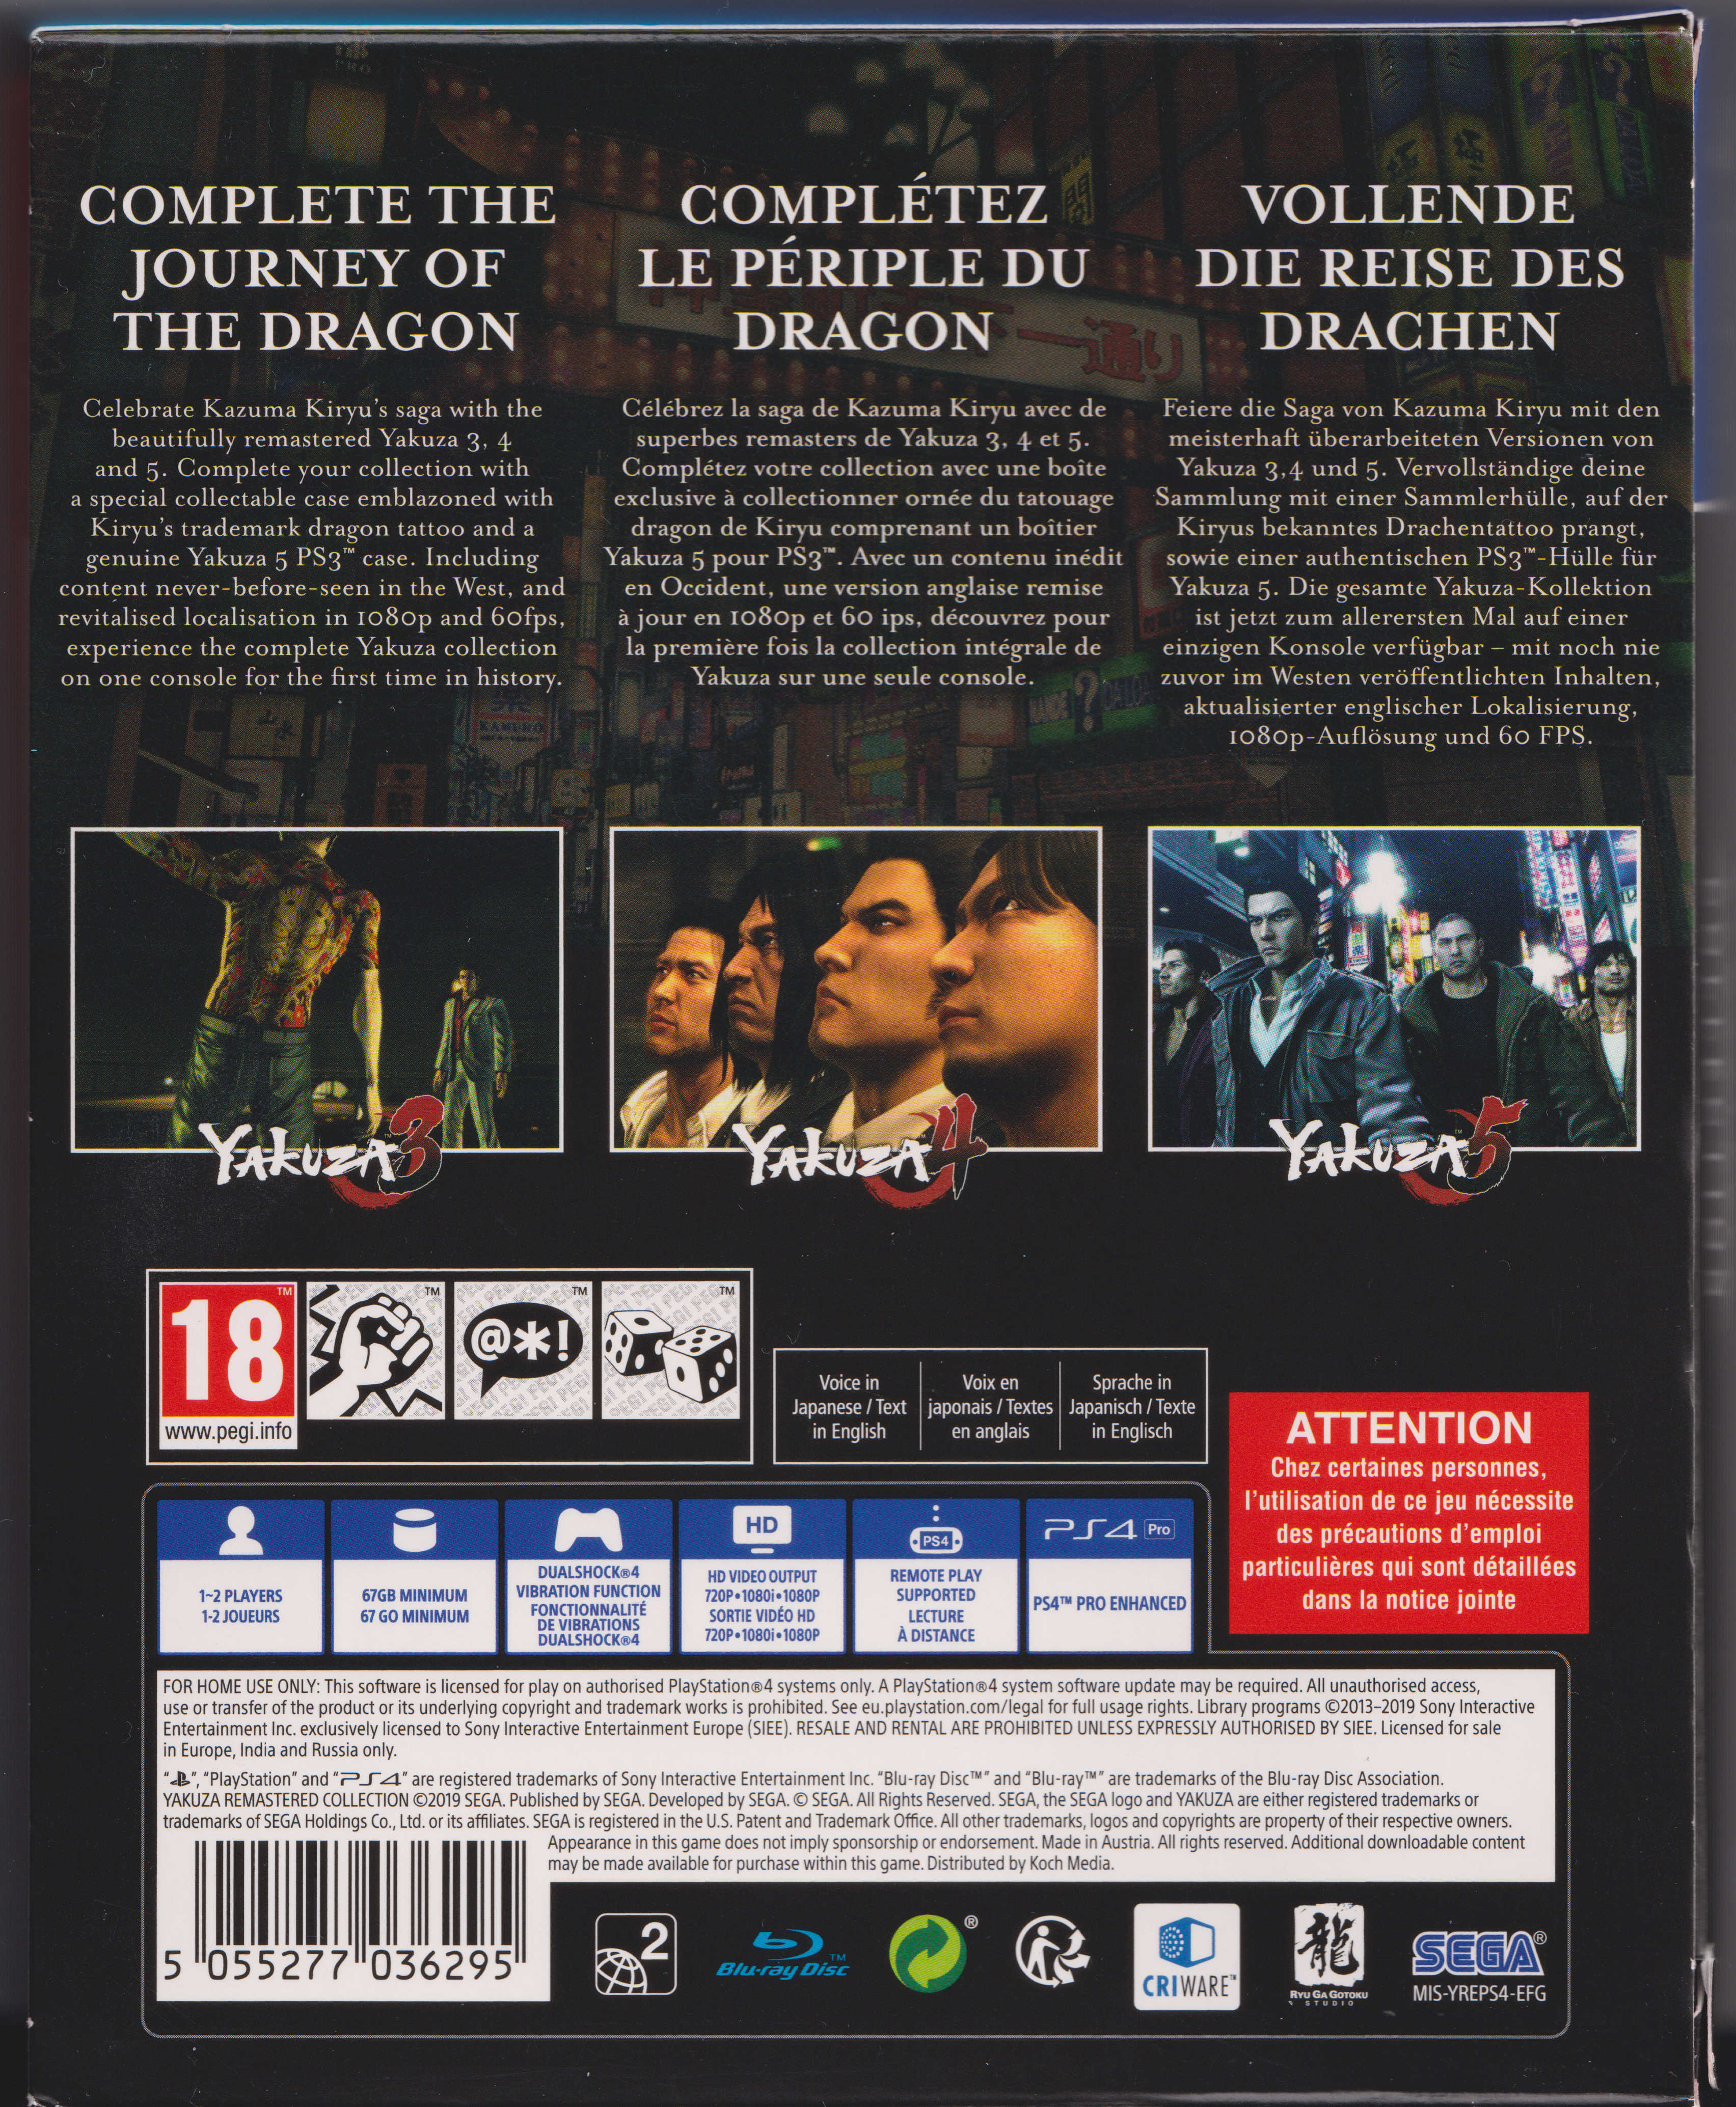 COMPLETE THE
JOURNEY OF
THE DRAGON
Celebrate Kazuma Kiryu's saga with the
beautifully remastered Yakuza 3, 4
and 5. Complete your collection with
a special collectable case emblazoned with
Kiryu's trademark dragon tattoo and a
genuine Yakuza 5 PS3™ case. Including
content never-before-seen in the West, and
revitalised localisation in 1080p and 60fps,
experience the complete Yakuza collection
on one console for the first time in history.
COMPLÉTEZ
LE PÉRIPLE DU
DRAGON
Célébrez la saga de Kazuma Kiryu avec de
superbes remasters de Yakuza 3, 4 et 5.
Complétez votre collection avec une boîte
exclusive à collectionner ornée du tatouage
dragon de Kiryu comprenant un boîtier
Yakuza 5 pour PS3™. Avec un contenu inédit
en Occident, une version anglaise remise
à jour en 1080p et 60 ips, découvrez pour
la première fois la collection intégrale de
Yakuza sur une seule console.
VOLLENDE
DIE REISE DES
DRACHEN
Feiere die Saga von Kazuma Kiryu mit den
meisterhaft überarbeiteten Versionen von
Yakuza 3,4 und 5. Vervollständige deine
Sammlung mit einer Sammlerhülle, auf der
Kiryus bekanntes Drachentattoo prangt,
sowie einer authentischen PS3™-Hülle für
Yakuza 5. Die gesamte Yakuza-Kollektion
ist jetzt zum allerersten Mal auf einer
einzigen Konsole verfügbar – mit noch nie
zuvor im Westen veröffentlichten Inhalten,
aktualisierter englischer Lokalisierung,
1080p-Auflösung und 60 FPS.
YAKUZA 3
YAKUZA 4
YAKUZA 5
18
www.pegi.info
@*!
Voice in
Japanese / Text
in English
Voix en
japonais / Textes
en anglais
Sprache in
Japanisch / Texte
in Englisch
ATTENTION
Chez certaines personnes,
l'utilisation de ce jeu nécessite
des précautions d'emploi
particulières qui sont détaillées
dans la notice jointe
1~2 PLAYERS
1-2 JOUEURS
67GB MINIMUM
67 GO MINIMUM
DUALSHOCK®4
VIBRATION FUNCTION
FONCTIONNALITÉ
DE VIBRATIONS
DUALSHOCK®4
HD
HD VIDEO OUTPUT
720P•1080i•1080P
SORTIE VIDÉO HD
720P•1080i•1080P
PS4
REMOTE PLAY
SUPPORTED
LECTURE
À DISTANCE
PS4 Pro
PS4™ PRO ENHANCED
FOR HOME USE ONLY: This software is licensed for play on authorised PlayStation®4 systems only. A PlayStation®4 system software update may be required. All unauthorised access,
use or transfer of the product or its underlying copyright and trademark works is prohibited. See eu.playstation.com/legal for full usage rights. Library programs ©2013–2019 Sony Interactive
Entertainment Inc. exclusively licensed to Sony Interactive Entertainment Europe (SIEE). RESALE AND RENTAL ARE PROHIBITED UNLESS EXPRESSLY AUTHORISED BY SIEE. Licensed for sale
in Europe, India and Russia only.
" ", "PlayStation" and "PS4" are registered trademarks of Sony Interactive Entertainment Inc. "Blu-ray Disc™" and "Blu-ray™" are trademarks of the Blu-ray Disc Association.
YAKUZA REMASTERED COLLECTION ©2019 SEGA. Published by SEGA. Developed by SEGA. © SEGA. All Rights Reserved. SEGA, the SEGA logo and YAKUZA are either registered trademarks or
trademarks of SEGA Holdings Co., Ltd. or its affiliates. SEGA is registered in the U.S. Patent and Trademark Office. All other trademarks, logos and copyrights are property of their respective owners.
Appearance in this game does not imply sponsorship or endorsement. Made in Austria. All rights reserved. Additional downloadable content
may be made available for purchase within this game. Distributed by Koch Media.
5 055277 036295
2
Blu-ray Disc™
CRIWARE™
龍
RYU GA GOTOKU
STUDIO
SEGA®
MIS-YREPS4-EFG